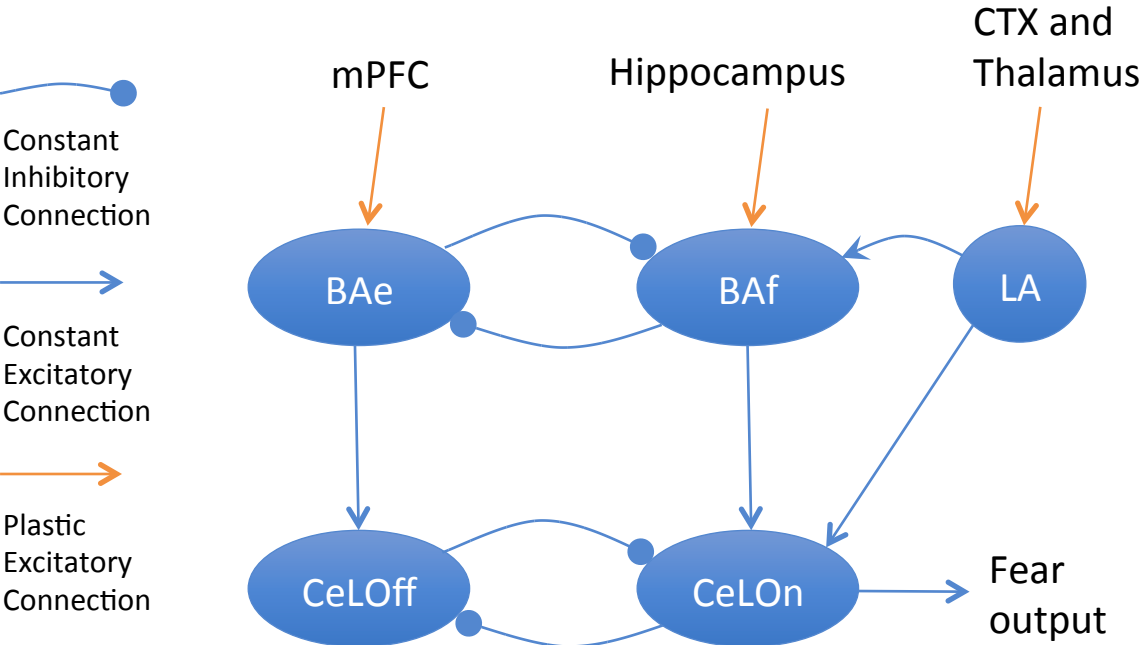 CTX and
Thalamus
mPFC
Hippocampus
Constant
Inhibitory
Connection
BAe
BAf
LA
Constant
Excitatory
Connection
Plastic
Excitatory
Connection
CeLOff
CeLOn
Fear
output